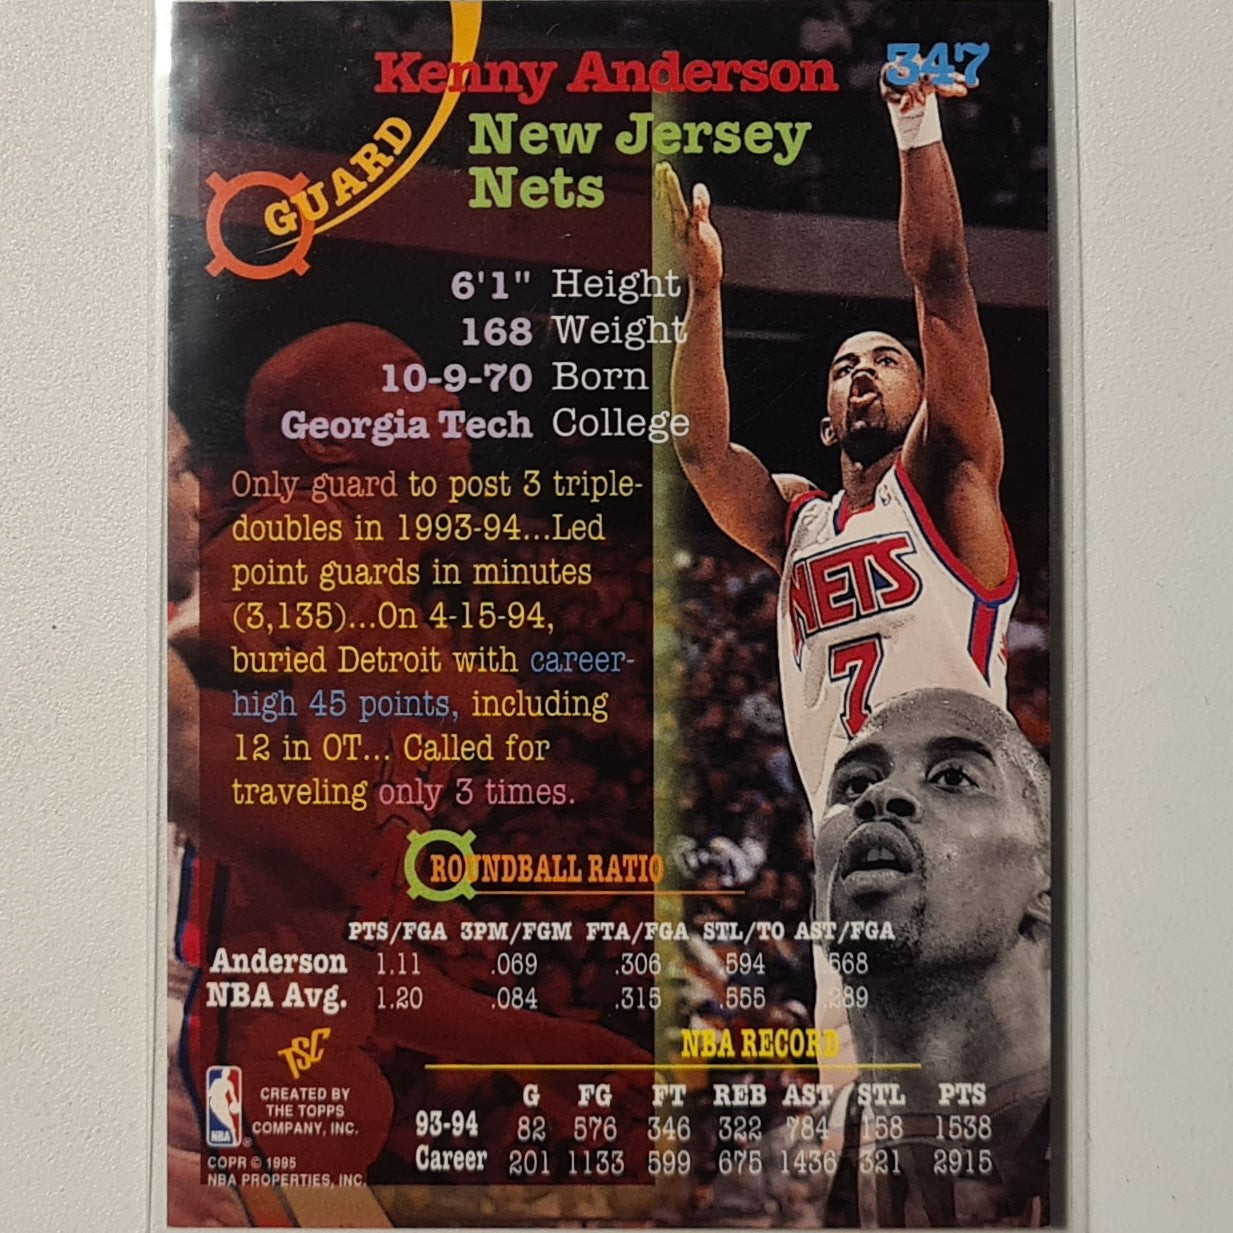 Kenny Anderson 347
New Jersey
Nets
GUARD
6'1" Height
168 Weight
10-9-70 Born
Georgia Tech College
Only guard to post 3 triple-
doubles in 1993-94...Led
point guards in minutes
(3,135)...On 4-15-94,
buried Detroit with career-
high 45 points, including
12 in OT... Called for
traveling only 3 times.
ROUNDBALL RATIO
PTS/FGA 3PM/FGM FTA/FGA STL/TO AST/FGA
Anderson 1.11 .069 .306 .594 .568
NBA Avg. 1.20 .084 .315 .555 .289
NBA RECORD
G FG FT REB AST STL PTS
93-94 82 576 346 322 784 158 1538
Career 201 1133 599 675 1436 321 2915
TSC
NBA ®
CREATED BY
THE TOPPS
COMPANY, INC.
COPR © 1995
NBA PROPERTIES, INC.
NETS
7